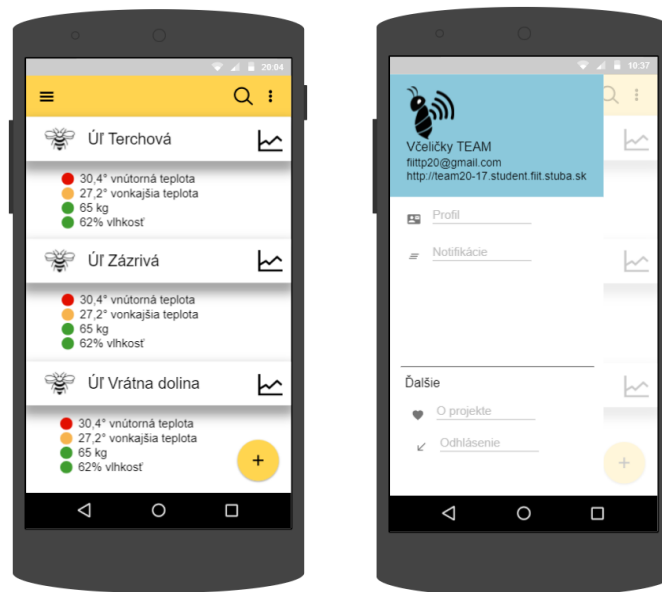 20:04
Úľ Terchová
30,4° vnútorná teplota
27,2° vonkajšia teplota
65 kg
62% vlhkosť
Úľ Zázrivá
30,4° vnútorná teplota
27,2° vonkajšia teplota
65 kg
62% vlhkosť
Úľ Vrátna dolina
30,4° vnútorná teplota
27,2° vonkajšia teplota
65 kg
62% vlhkosť
+
10:37
Včeličky TEAM
fiittp20@gmail.com
http://team20-17.student.fiit.stuba.sk
Profil
Notifikácie
Ďalšie
O projekte
Odhlásenie
+